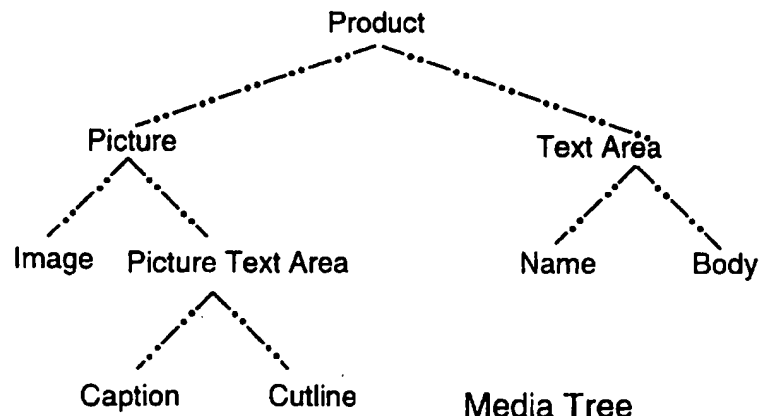 Product
Picture
Text Area
Image
Picture Text Area
Name
Body
Caption
Cutline
Media Tree